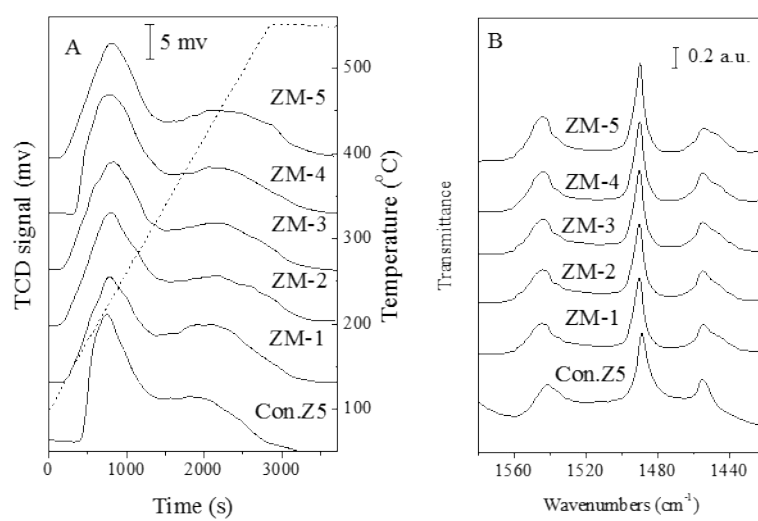 A
5 mv
ZM-5
ZM-4
ZM-3
ZM-2
ZM-1
Con.Z5
TCD signal (mv)
0
1000
2000
3000
Time (s)
500
400
300
200
100
Temperature (°C)
B
0.2 a.u.
ZM-5
ZM-4
ZM-3
ZM-2
ZM-1
Con.Z5
Transmittance
1560
1520
1480
1440
Wavenumbers (cm-1)